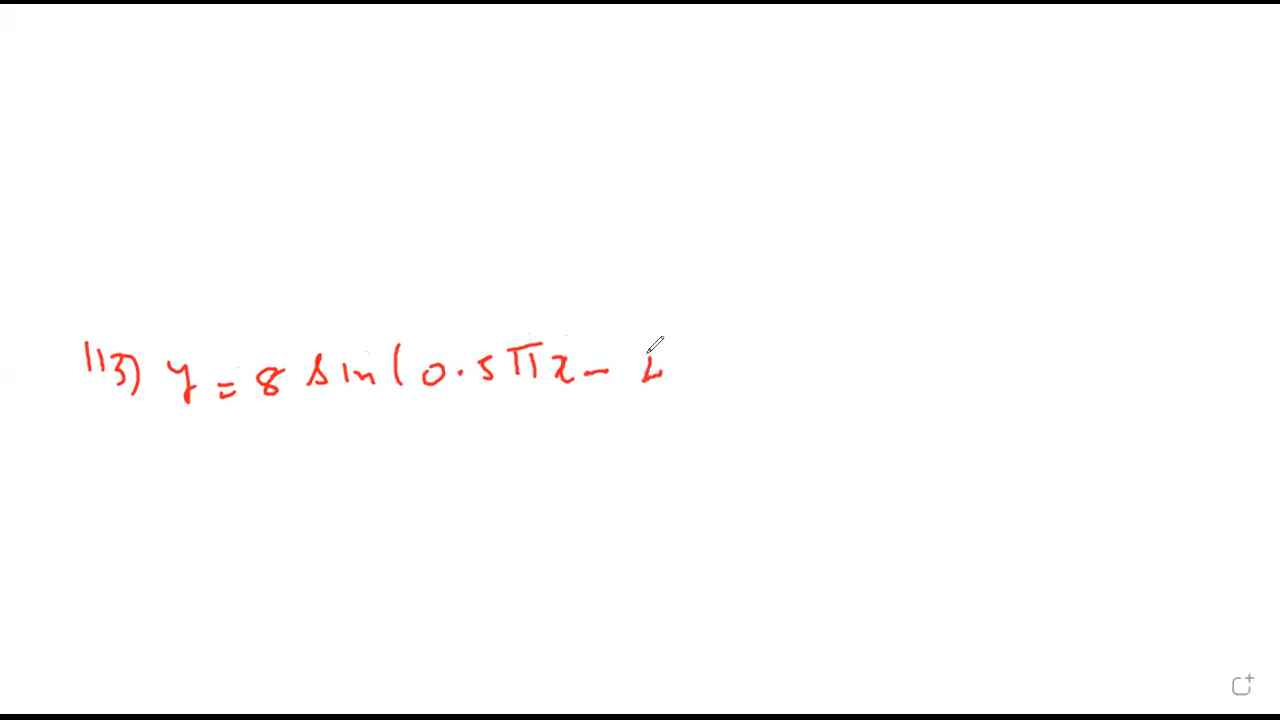 113) y = 8 sin(0.5πx -